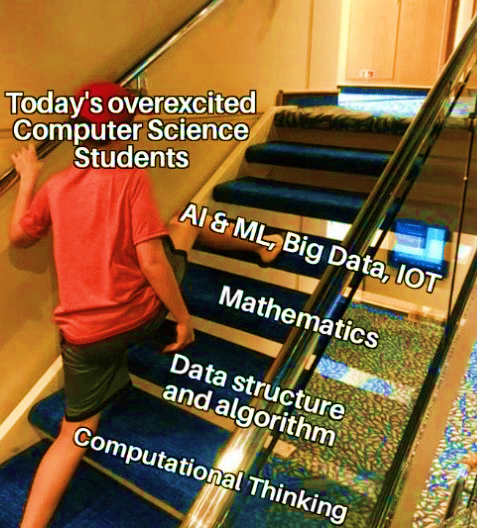 Today's overexcited
Computer Science
Students
AI & ML, Big Data, IOT
Mathematics
Data structure
and algorithm
Computational Thinking